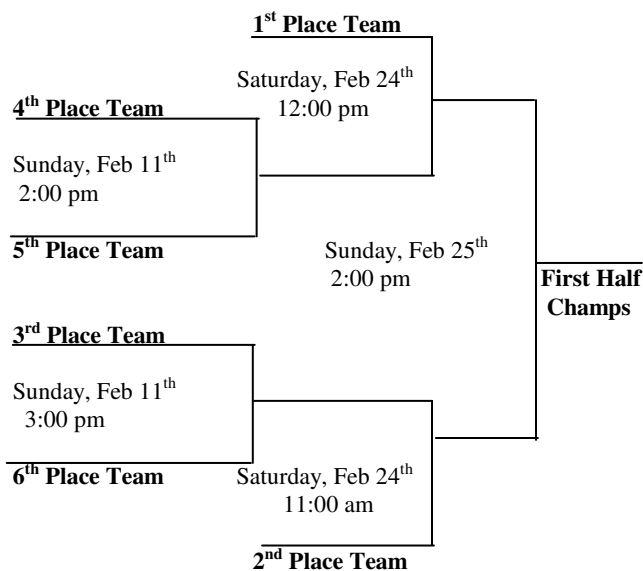 1st Place Team
Saturday, Feb 24th
12:00 pm
4th Place Team
Sunday, Feb 11th
2:00 pm
5th Place Team
Sunday, Feb 25th
2:00 pm
First Half
Champs
3rd Place Team
Sunday, Feb 11th
3:00 pm
6th Place Team
Saturday, Feb 24th
11:00 am
2nd Place Team